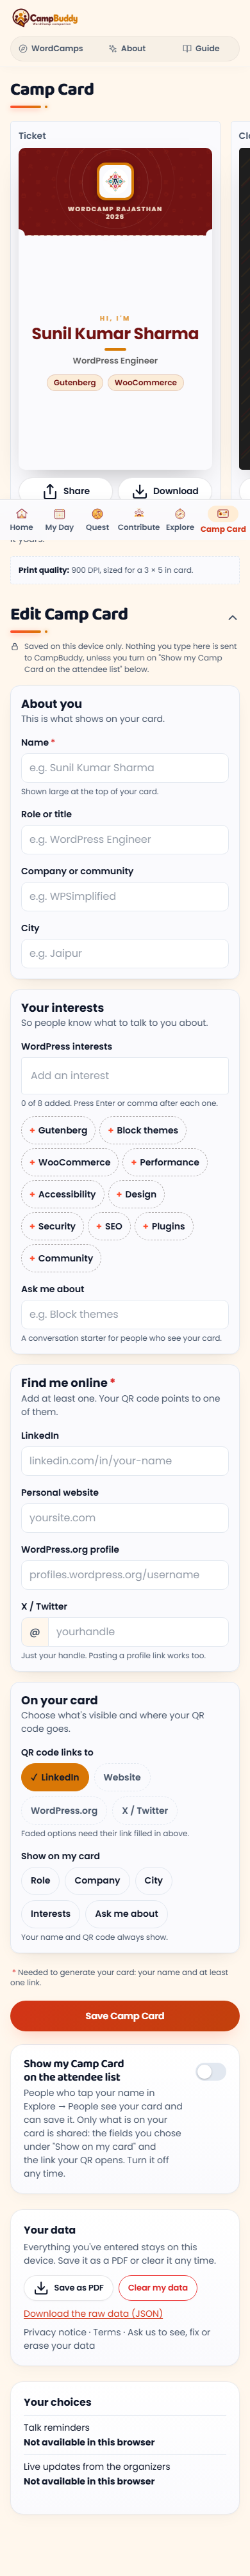 CampBuddy
WordCamps
About
Guide
Camp Card
Ticket
WORDCAMP RAJASTHAN
2026
HI, I'M
Sunil Kumar Sharma
WordPress Engineer
Gutenberg
WooCommerce
Share
Download
Home
My Day
Quest
Contribute
Explore
Camp Card
it yours.
Print quality: 900 DPI, sized for a 3 × 5 in card.
Edit Camp Card
Saved on this device only. Nothing you type here is sent
to CampBuddy, unless you turn on "Show my Camp
Card on the attendee list" below.
About you
This is what shows on your card.
Name *
e.g. Sunil Kumar Sharma
Shown large at the top of your card.
Role or title
e.g. WordPress Engineer
Company or community
e.g. WPSimplified
City
e.g. Jaipur
Your interests
So people know what to talk to you about.
WordPress interests
Add an interest
0 of 8 added. Press Enter or comma after each one.
+ Gutenberg
+ Block themes
+ WooCommerce
+ Performance
+ Accessibility
+ Design
+ Security
+ SEO
+ Plugins
+ Community
Ask me about
e.g. Block themes
A conversation starter for people who see your card.
Find me online *
Add at least one. Your QR code points to one
of them.
LinkedIn
linkedin.com/in/your-name
Personal website
yoursite.com
WordPress.org profile
profiles.wordpress.org/username
X / Twitter
@ yourhandle
Just your handle. Pasting a profile link works too.
On your card
Choose what's visible and where your QR
code goes.
QR code links to
✓ LinkedIn
Website
WordPress.org
X / Twitter
Faded options need their link filled in above.
Show on my card
Role
Company
City
Interests
Ask me about
Your name and QR code always show.
* Needed to generate your card: your name and at least
one link.
Save Camp Card
Show my Camp Card
on the attendee list
People who tap your name in
Explore → People see your card and
can save it. Only what is on your
card is shared: the fields you chose
under "Show on my card" and
the link your QR opens. Turn it off
any time.
Your data
Everything you've entered stays on this
device. Save it as a PDF or clear it any time.
Save as PDF
Clear my data
Download the raw data (JSON)
Privacy notice · Terms · Ask us to see, fix or
erase your data
Your choices
Talk reminders
Not available in this browser
Live updates from the organizers
Not available in this browser